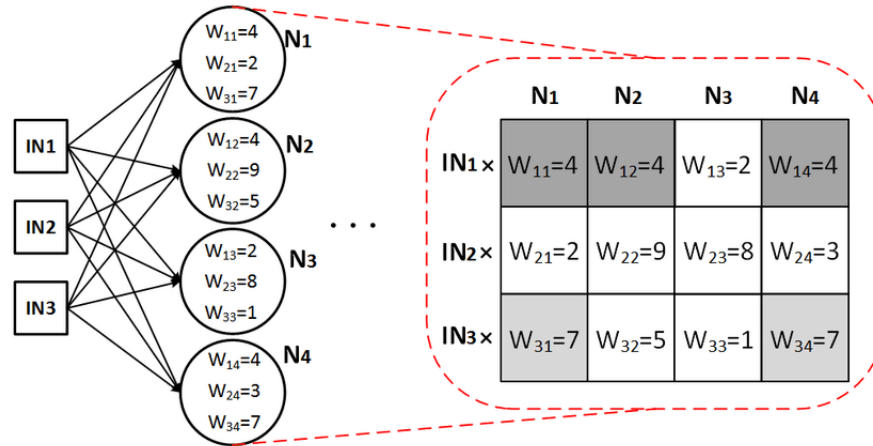 IN1
IN2
IN3
W11=4
W21=2
W31=7
N1
W12=4
W22=9
W32=5
N2
W13=2
W23=8
W33=1
N3
W14=4
W24=3
W34=7
N4
. . .
N1 N2 N3 N4
IN1× W11=4 W12=4 W13=2 W14=4
IN2× W21=2 W22=9 W23=8 W24=3
IN3× W31=7 W32=5 W33=1 W34=7